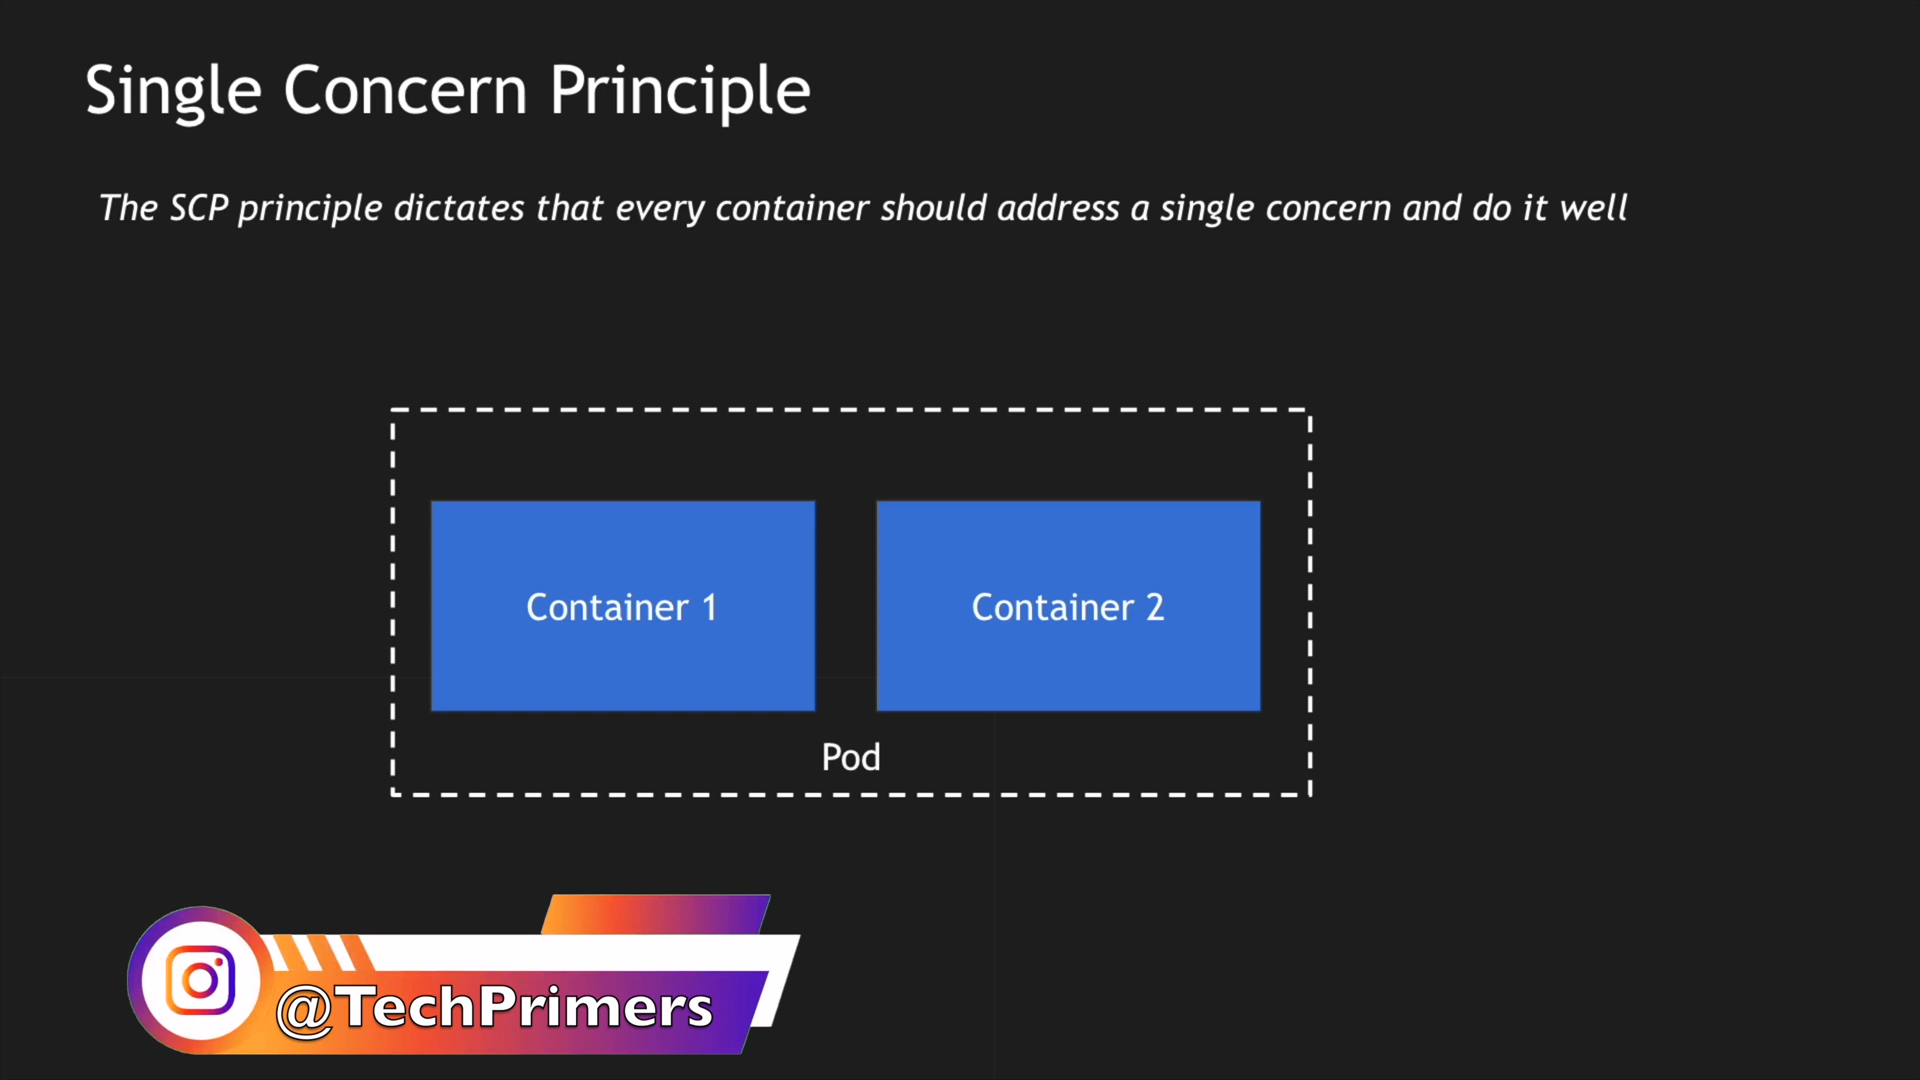 Single Concern Principle
The SCP principle dictates that every container should address a single concern and do it well
Container 1
Container 2
Pod
@TechPrimers